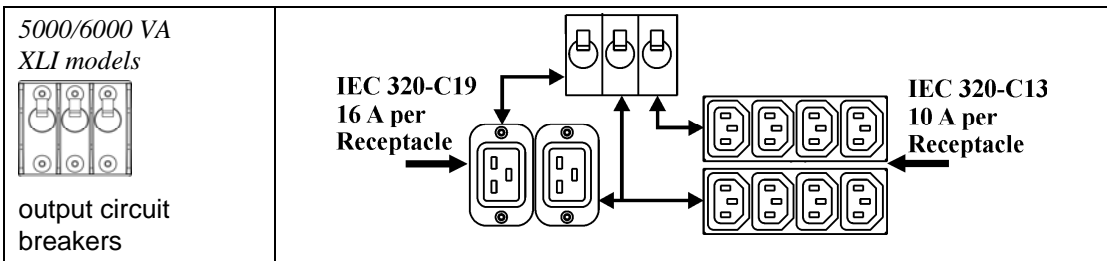 5000/6000 VA
XLI models
output circuit
breakers
IEC 320-C19
16 A per
Receptacle
IEC 320-C13
10 A per
Receptacle